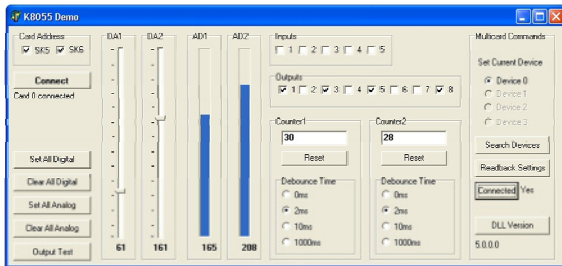 K8055 Demo
Card Address
SK5 SK6
Connect
Card 0 connected
Set All Digital
Clear All Digital
Set All Analog
Clear All Analog
Output Test
DA1 DA2 AD1 AD2
61 161 165 208
Inputs
1 2 3 4 5
Outputs
1 2 3 4 5 6 7 8
Counter1
30
Reset
Debounce Time
0ms
2ms
10ms
1000ms
Counter2
28
Reset
Debounce Time
0ms
2ms
10ms
1000ms
Multicard Commands
Set Current Device
Device 0
Device 1
Device 2
Device 3
Search Devices
Readback Settings
Connected Yes
DLL Version
5.0.0.0